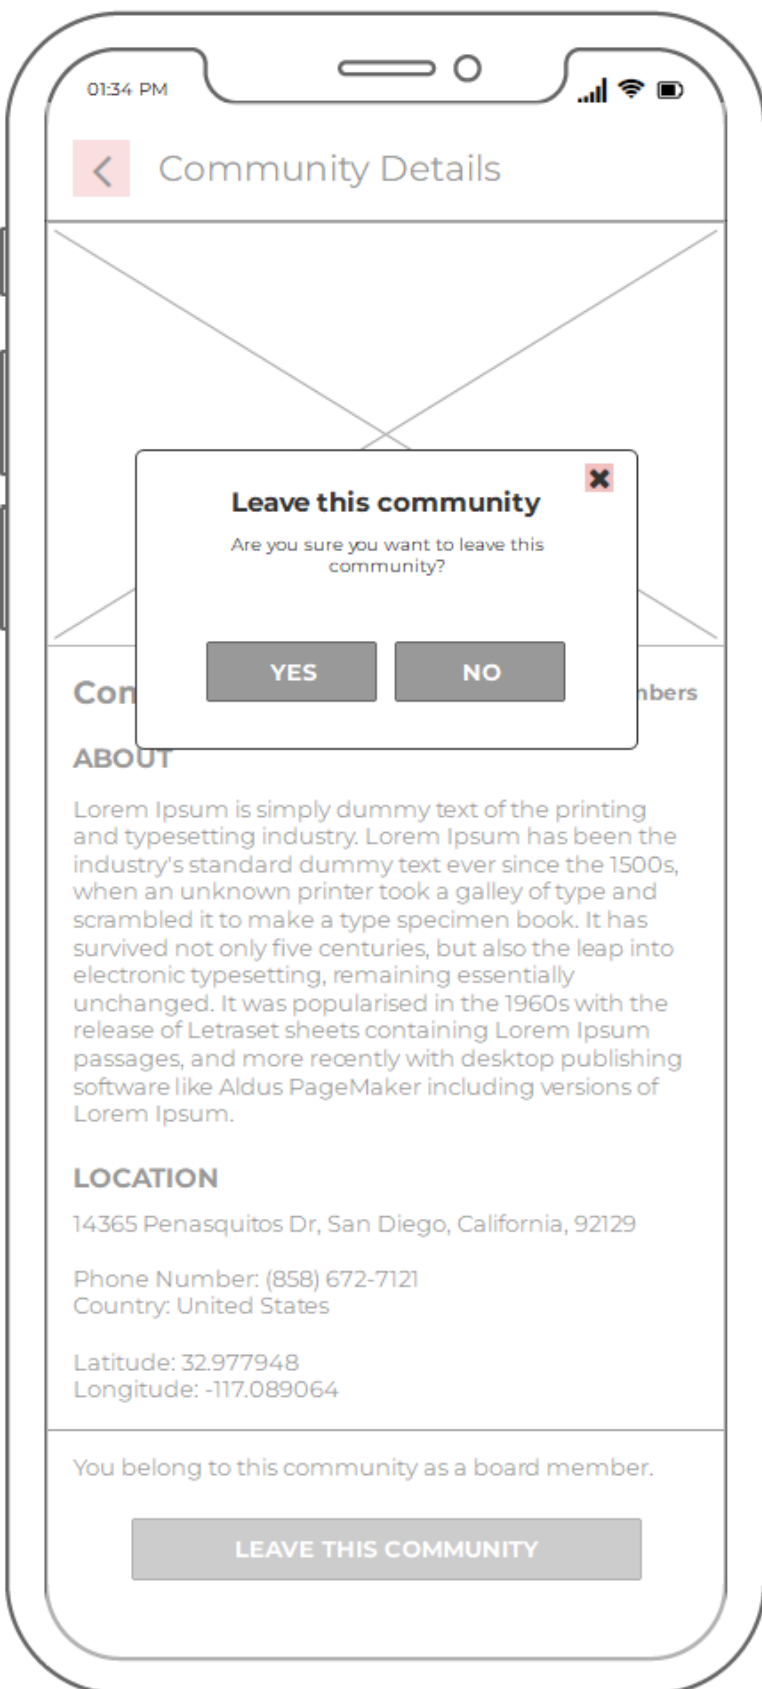 01:34 PM
Community Details
Leave this community
Are you sure you want to leave this
community?
YES NO
ABOUT
Lorem Ipsum is simply dummy text of the printing
and typesetting industry. Lorem Ipsum has been the
industry's standard dummy text ever since the 1500s,
when an unknown printer took a galley of type and
scrambled it to make a type specimen book. It has
survived not only five centuries, but also the leap into
electronic typesetting, remaining essentially
unchanged. It was popularised in the 1960s with the
release of Letraset sheets containing Lorem Ipsum
passages, and more recently with desktop publishing
software like Aldus PageMaker including versions of
Lorem Ipsum.
LOCATION
14365 Penasquitos Dr, San Diego, California, 92129
Phone Number: (858) 672-7121
Country: United States
Latitude: 32.977948
Longitude: -117.089064
You belong to this community as a board member.
LEAVE THIS COMMUNITY